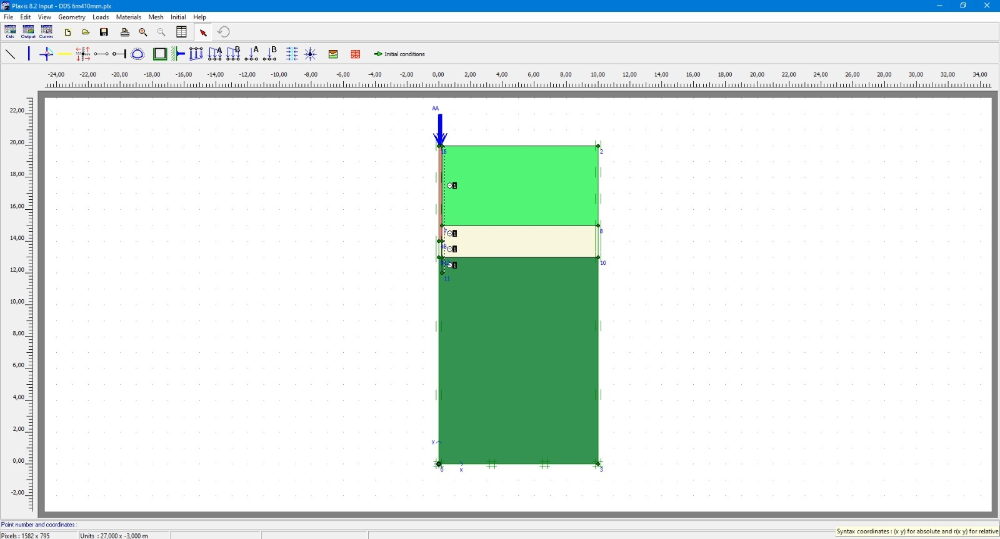 Plaxis 8.2 Input - DDS 6m410mm.plx
File Edit View Geometry Loads Materials Mesh Initial Help
Calc Output Curves
A B A B Initial conditions
-24,00 -22,00 -20,00 -18,00 -16,00 -14,00 -12,00 -10,00 -8,00 -6,00 -4,00 -2,00 0,00 2,00 4,00 6,00 8,00 10,00 12,00 14,00 16,00 18,00 20,00 22,00 24,00 26,00 28,00 30,00 32,00 34,00
AA
22,00
20,00
2
18,00
1
16,00
8
14,00
1
1
10
12,00
1
11
10,00
8,00
6,00
4,00
2,00
y
0,00
0 x 3
-2,00
Point number and coordinates :
Syntax coordinates : (x y) for absolute and r(x y) for relative
Pixels : 1582 x 795 Units : 27,000 x -3,000 m